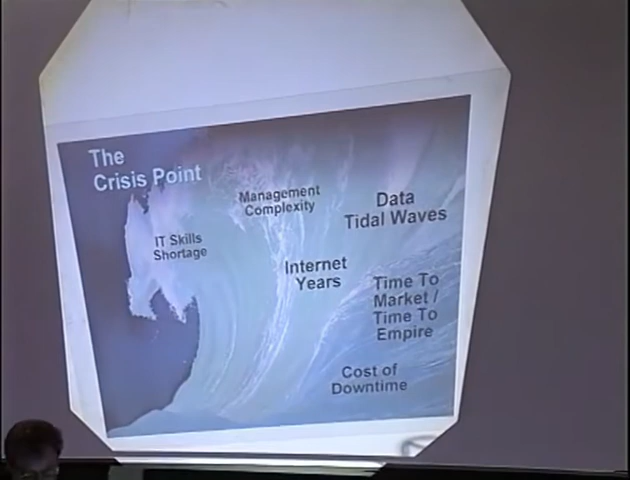 The
Crisis Point
Management
Complexity
Data
Tidal Waves
IT Skills
Shortage
Internet
Years
Time To
Market /
Time To
Empire
Cost of
Downtime